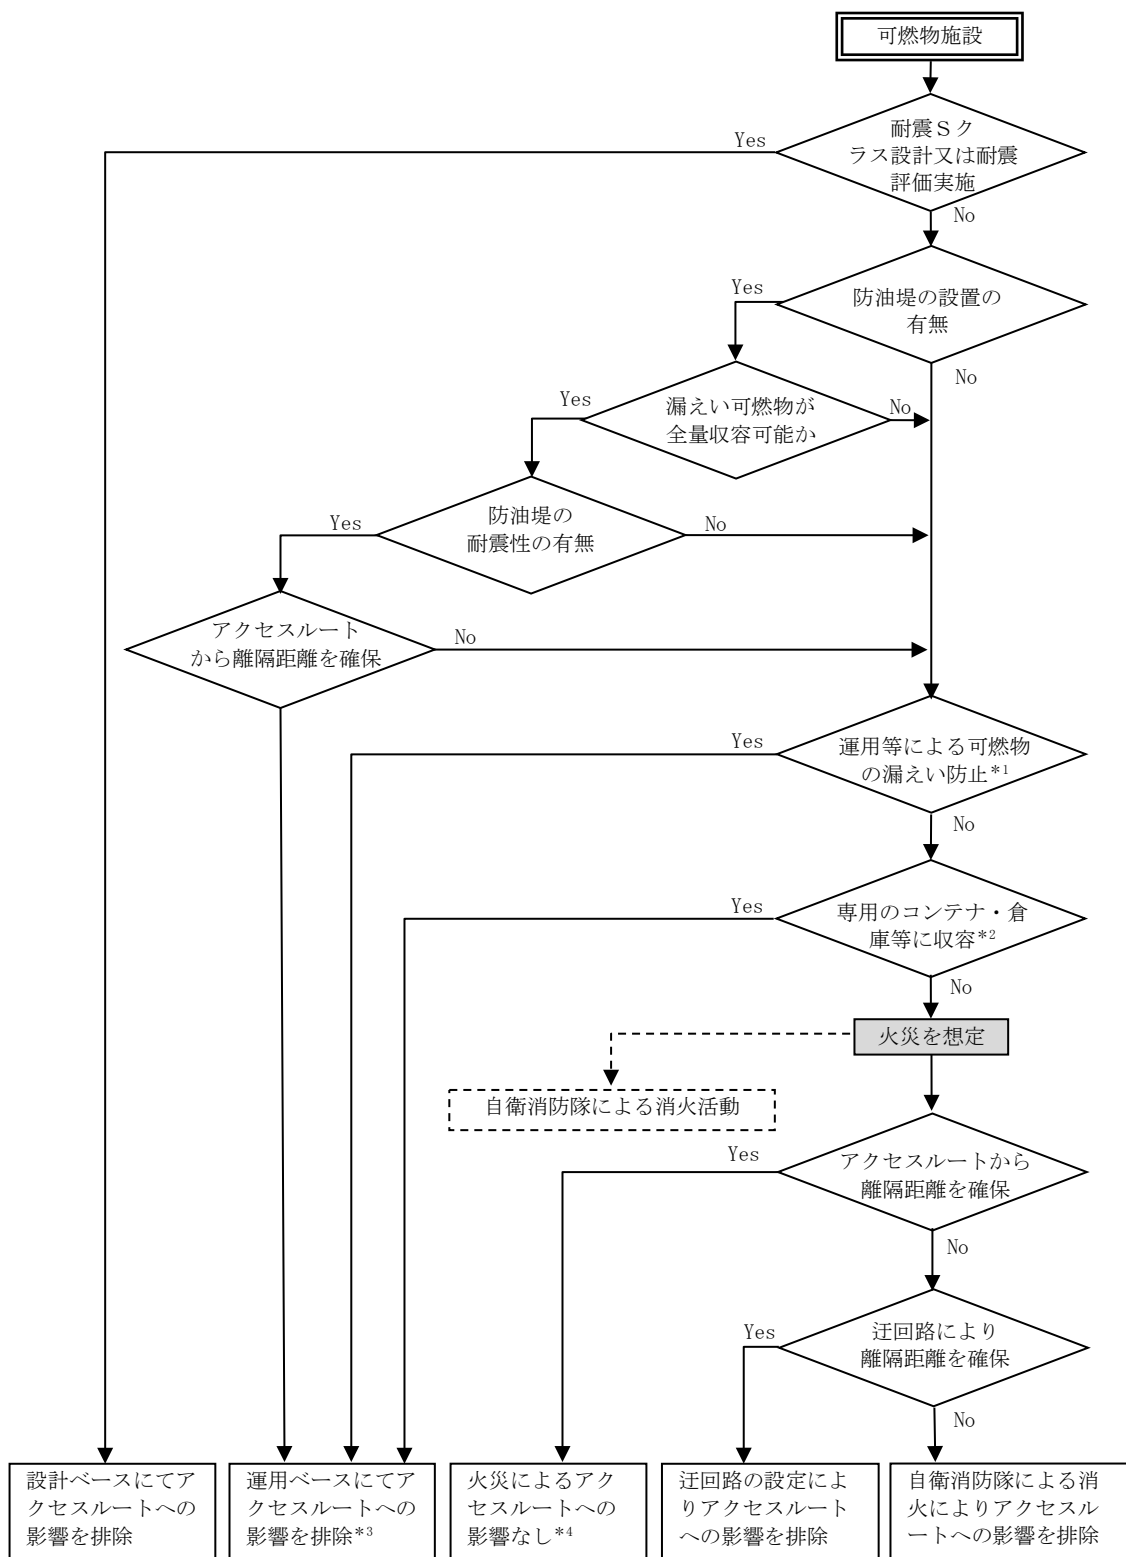 可燃物施設
耐震Ｓク
ラス設計又は耐震
評価実施
Yes
No
防油堤の設置の
有無
Yes
No
漏えい可燃物が
全量収容可能か
Yes
No
防油堤の
耐震性の有無
Yes
No
アクセスルート
から離隔距離を確保
No
運用等による可燃物
の漏えい防止*1
Yes
No
専用のコンテナ・倉
庫等に収容*2
Yes
No
火災を想定
自衛消防隊による消火活動
アクセスルートから
離隔距離を確保
Yes
No
迂回路により
離隔距離を確保
Yes
No
設計ベースにてア
クセスルートへの
影響を排除
運用ベースにてア
クセスルートへの
影響を排除*3
火災によるアク
セスルートへの
影響なし*4
迂回路の設定によ
りアクセスルート
への影響を排除
自衛消防隊による消
火によりアクセスル
ートへの影響を排除